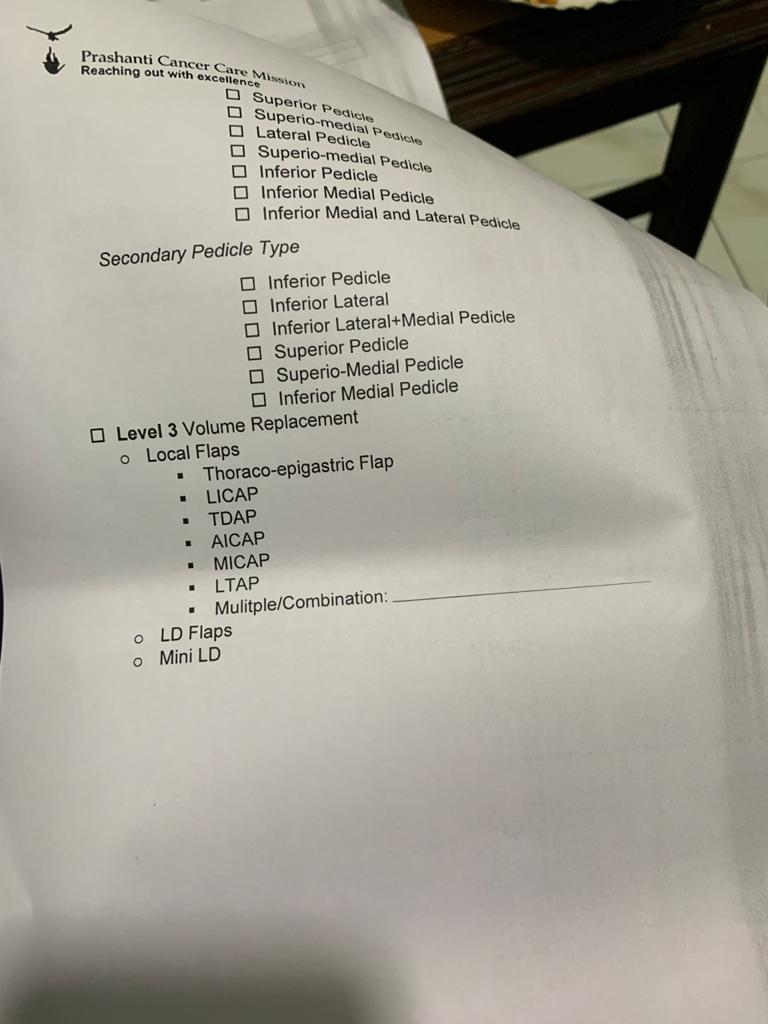 Prashanti Cancer Care Mission
Reaching out with excellence
☐ Superior Pedicle
☐ Superio-medial Pedicle
☐ Lateral Pedicle
☐ Superio-medial Pedicle
☐ Inferior Pedicle
☐ Inferior Medial Pedicle
☐ Inferior Medial and Lateral Pedicle
Secondary Pedicle Type
☐ Inferior Pedicle
☐ Inferior Lateral
☐ Inferior Lateral+Medial Pedicle
☐ Superior Pedicle
☐ Superio-Medial Pedicle
☐ Inferior Medial Pedicle
☐ Level 3 Volume Replacement
o Local Flaps
▪ Thoraco-epigastric Flap
▪ LICAP
▪ TDAP
▪ AICAP
▪ MICAP
▪ LTAP
▪ Mulitple/Combination: ____________________
o LD Flaps
o Mini LD